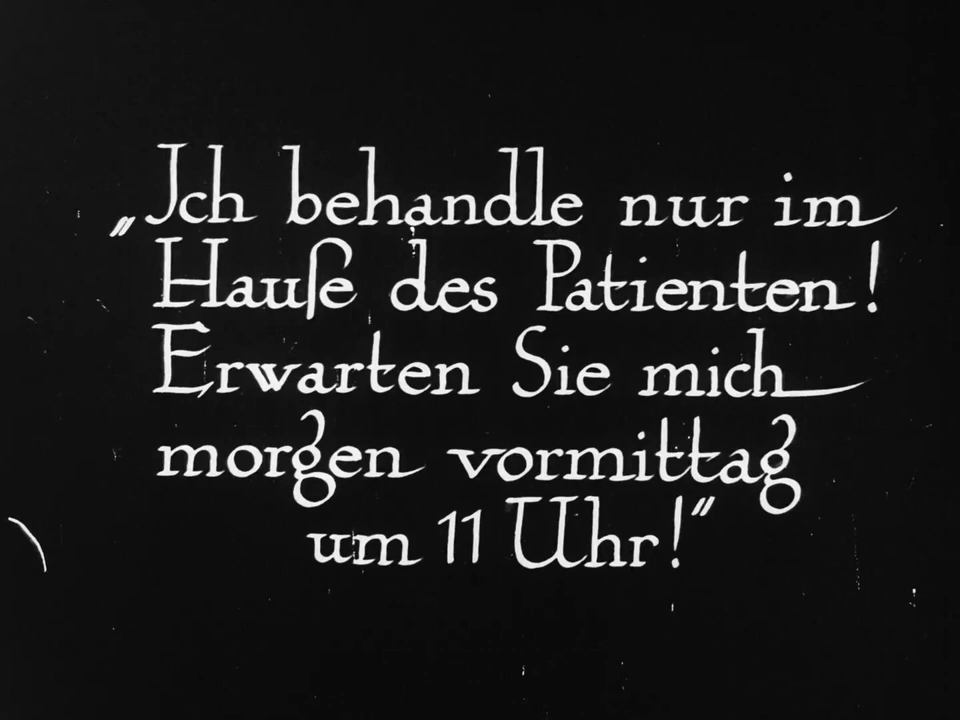 „Ich behandle nur im
Hauſe des Patienten!
Erwarten Sie mich
morgen vormittag
um 11 Uhr!“